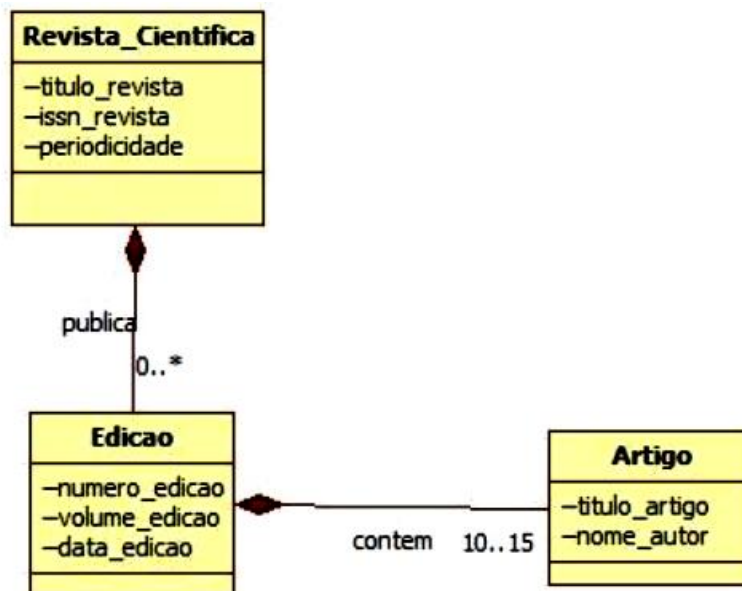 Revista_Cientifica
−titulo_revista
−issn_revista
−periodicidade
publica
0..*
Edicao
−numero_edicao
−volume_edicao
−data_edicao
contem 10..15
Artigo
−titulo_artigo
−nome_autor